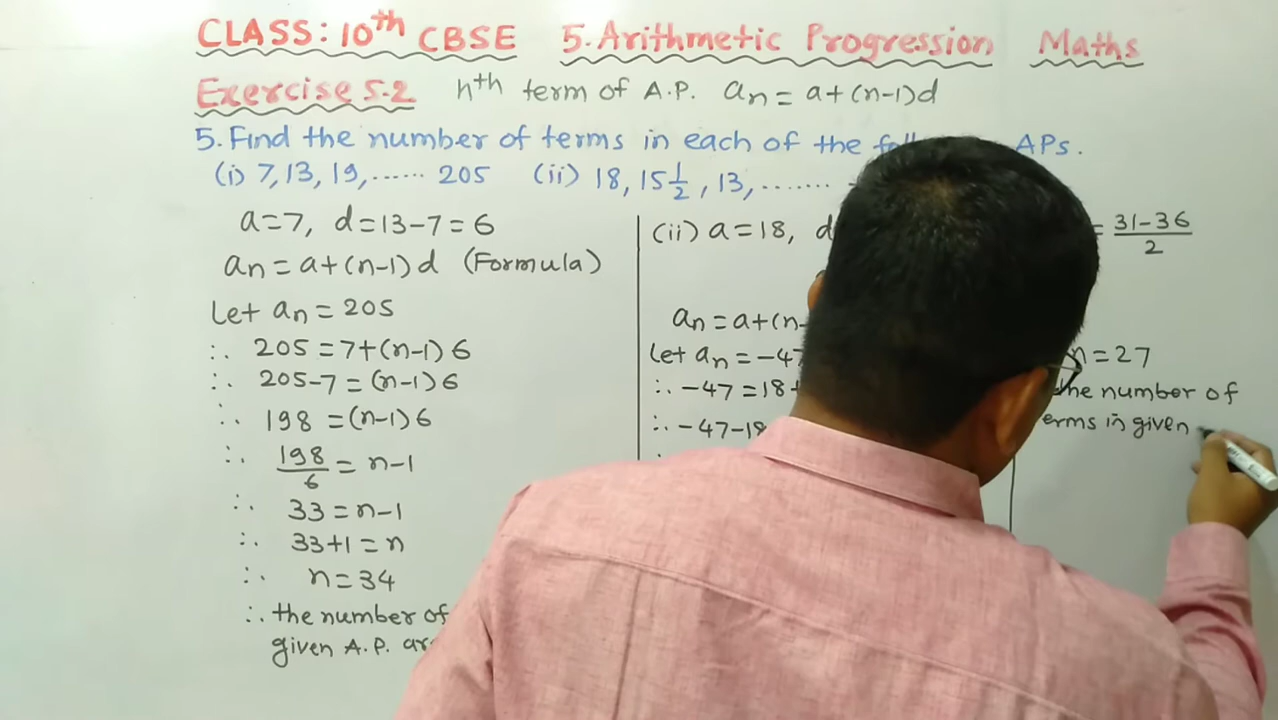 CLASS: 10th CBSE 5. Arithmetic Progression Maths
Exercise 5.2 nth term of A.P. an = a+(n-1)d
5. Find the number of terms in each of the APs.
(i) 7, 13, 19, ...... 205 (ii) 18, 15 1/2, 13, .......
a=7, d=13-7=6
an = a+(n-1)d (Formula)
Let an = 205
∴ 205 = 7+(n-1)6
∴ 205-7 = (n-1)6
∴ 198 = (n-1)6
∴ 198/6 = n-1
∴ 33 = n-1
∴ 33+1 = n
∴ n = 34
∴ the number of
given A.P.
(ii) a = 18, d
= 31-36/2
an = a+(n-
Let an = -47
∴ -47 = 18+
∴ -47-18
n = 27
the number of
in given